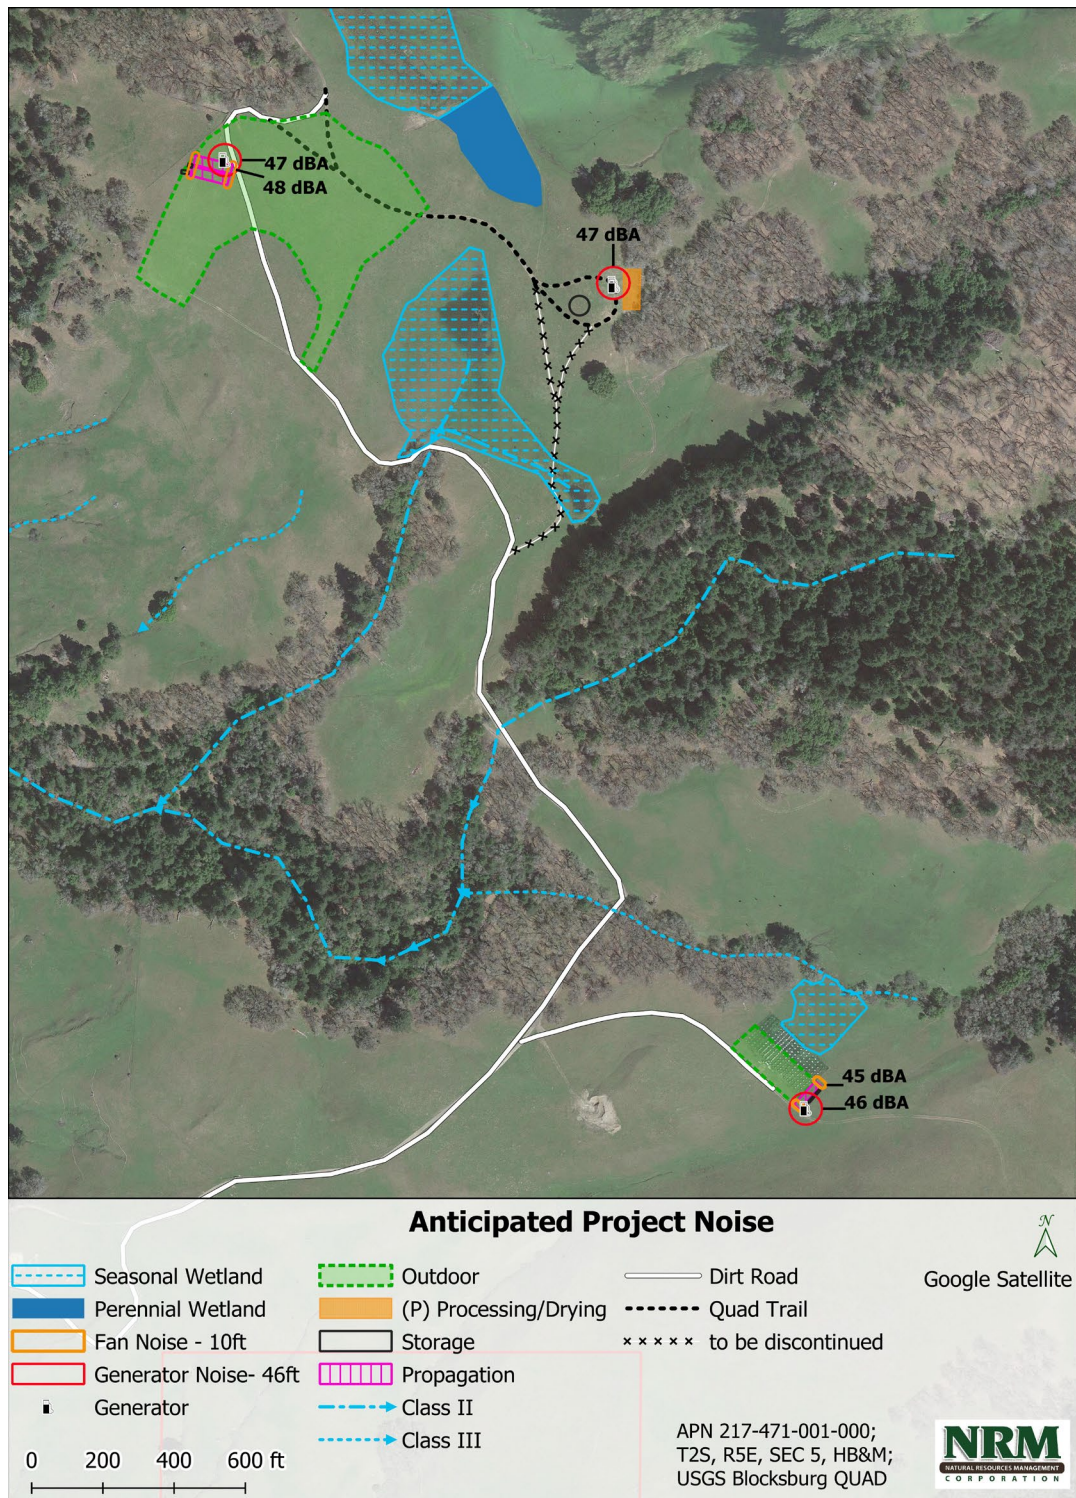 47 dBA
48 dBA
47 dBA
45 dBA
46 dBA
Anticipated Project Noise
N
Google Satellite
Seasonal Wetland
Perennial Wetland
Fan Noise - 10ft
Generator Noise- 46ft
Generator
Outdoor
(P) Processing/Drying
Storage
Propagation
Class II
Class III
Dirt Road
Quad Trail
to be discontinued
0 200 400 600 ft
APN 217-471-001-000;
T2S, R5E, SEC 5, HB&M;
USGS Blocksburg QUAD
NRM
NATURAL RESOURCES MANAGEMENT
CORPORATION